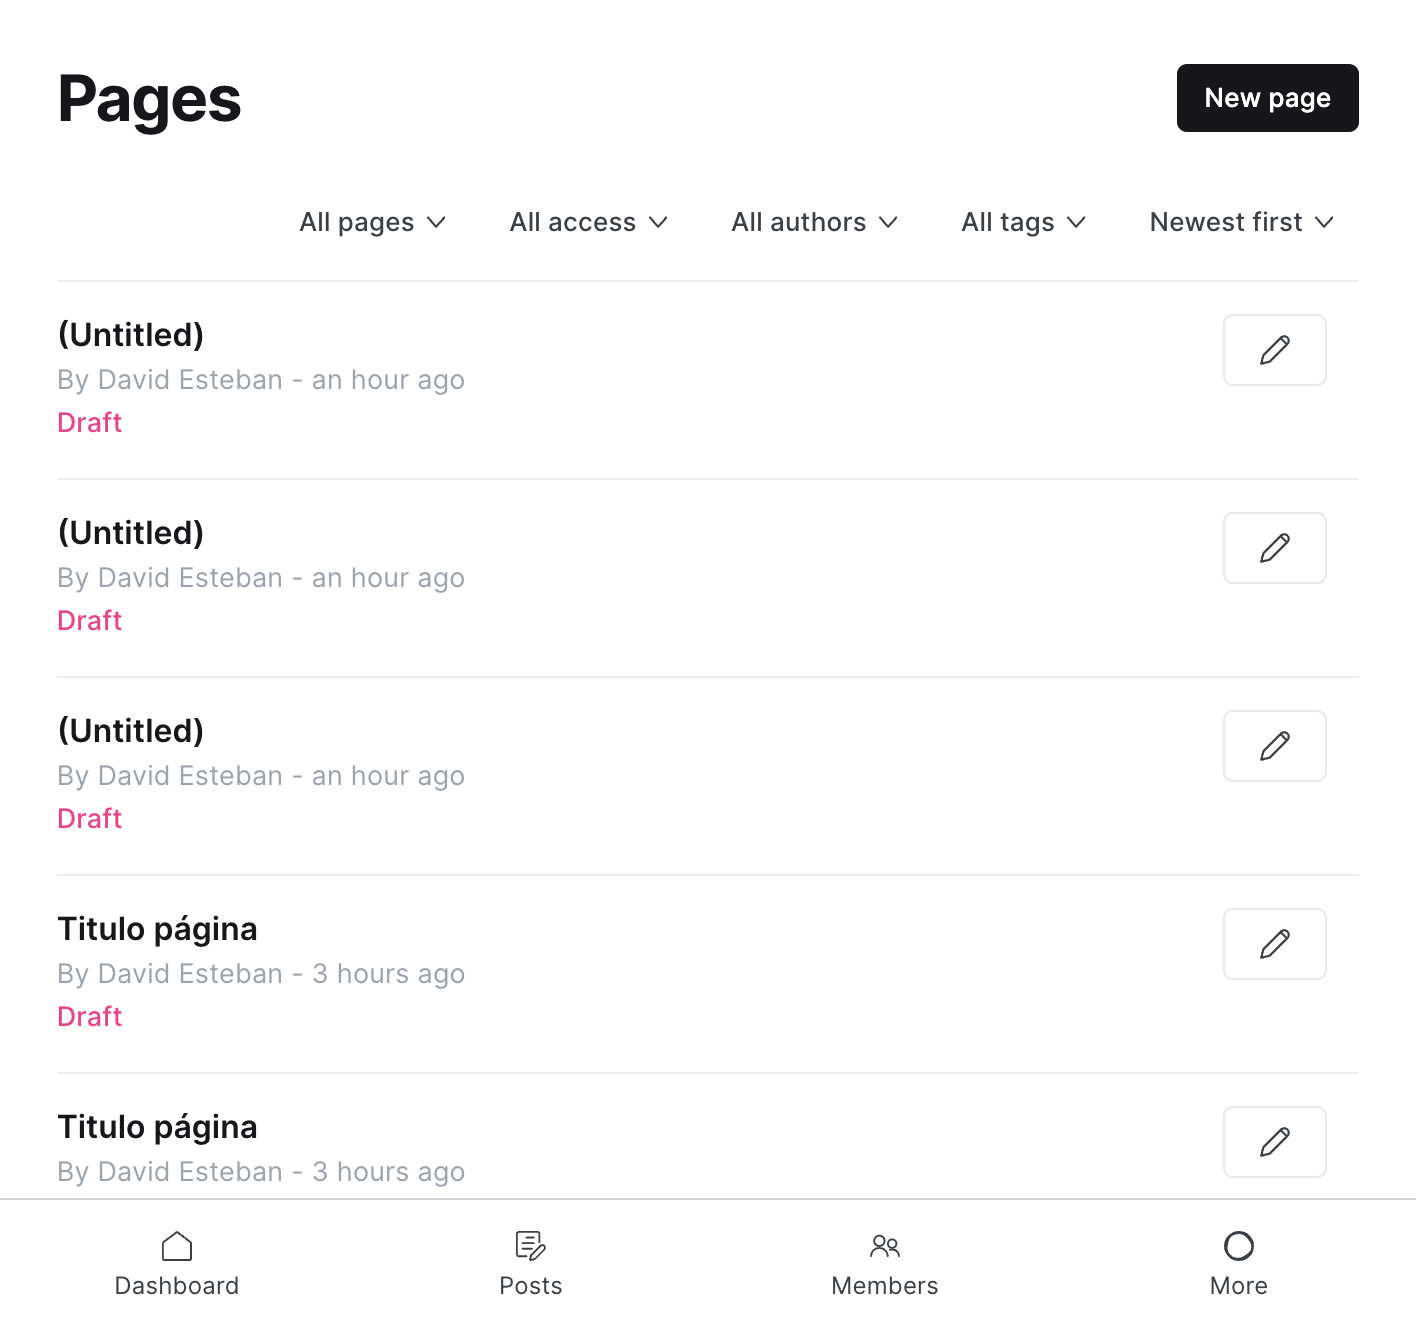 Pages
New page
All pages All access All authors All tags Newest first
(Untitled)
By David Esteban - an hour ago
Draft
(Untitled)
By David Esteban - an hour ago
Draft
(Untitled)
By David Esteban - an hour ago
Draft
Titulo página
By David Esteban - 3 hours ago
Draft
Titulo página
By David Esteban - 3 hours ago
Dashboard Posts Members More